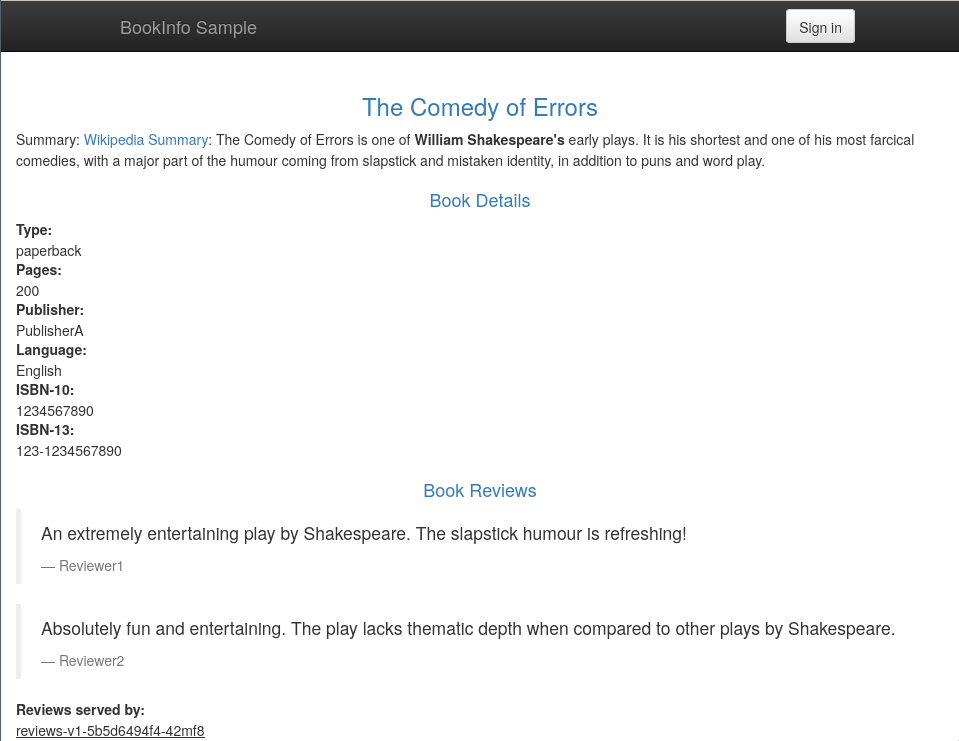 BookInfo Sample
Sign in
The Comedy of Errors
Summary: Wikipedia Summary: The Comedy of Errors is one of William Shakespeare's early plays. It is his shortest and one of his most farcical
comedies, with a major part of the humour coming from slapstick and mistaken identity, in addition to puns and word play.
Book Details
Type:
paperback
Pages:
200
Publisher:
PublisherA
Language:
English
ISBN-10:
1234567890
ISBN-13:
123-1234567890
Book Reviews
An extremely entertaining play by Shakespeare. The slapstick humour is refreshing!
— Reviewer1
Absolutely fun and entertaining. The play lacks thematic depth when compared to other plays by Shakespeare.
— Reviewer2
Reviews served by:
reviews-v1-5b5d6494f4-42mf8